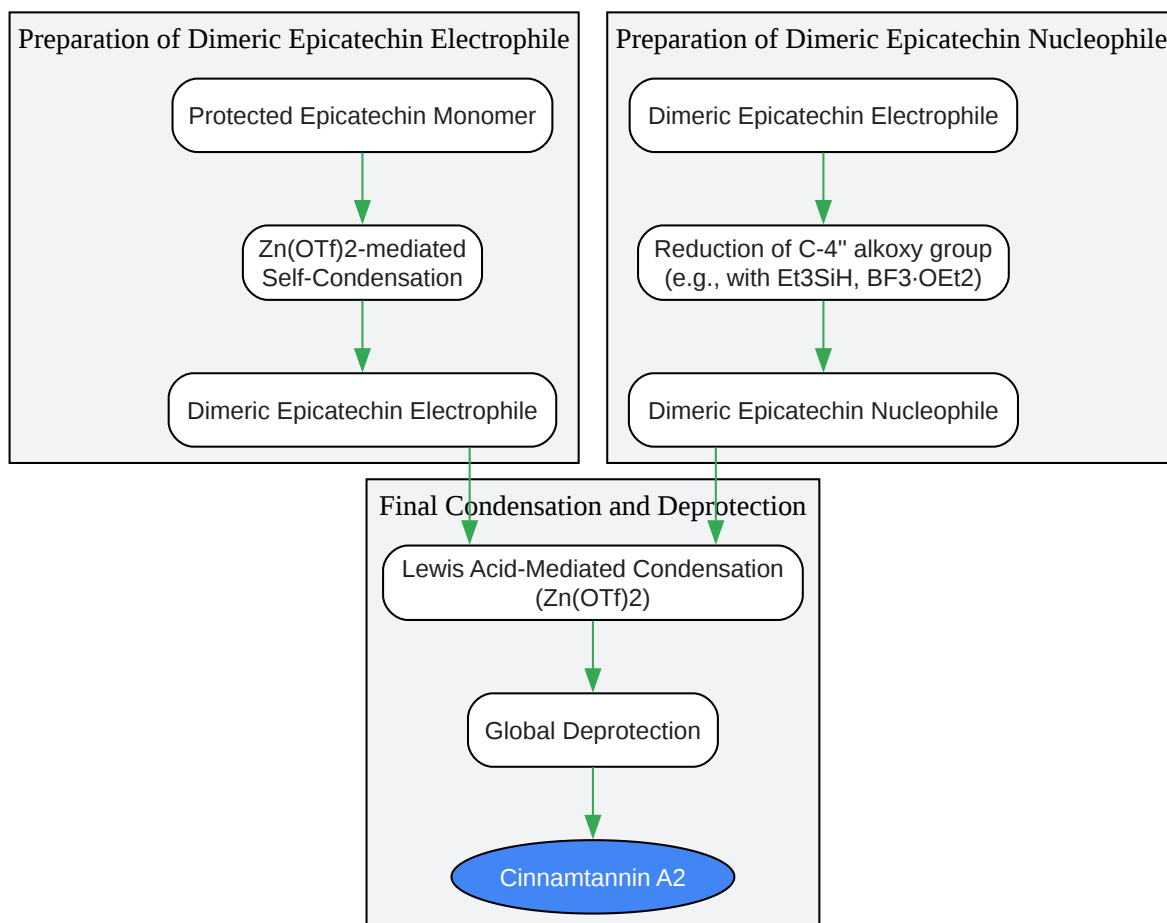 Preparation of Dimeric Epicatechin Electrophile
Protected Epicatechin Monomer
Zn(OTf)2-mediated
Self-Condensation
Dimeric Epicatechin Electrophile
Preparation of Dimeric Epicatechin Nucleophile
Dimeric Epicatechin Electrophile
Reduction of C-4" alkoxy group
(e.g., with Et3SiH, BF3·OEt2)
Dimeric Epicatechin Nucleophile
Final Condensation and Deprotection
Lewis Acid-Mediated Condensation
(Zn(OTf)2)
Global Deprotection
Cinnamtannin A2